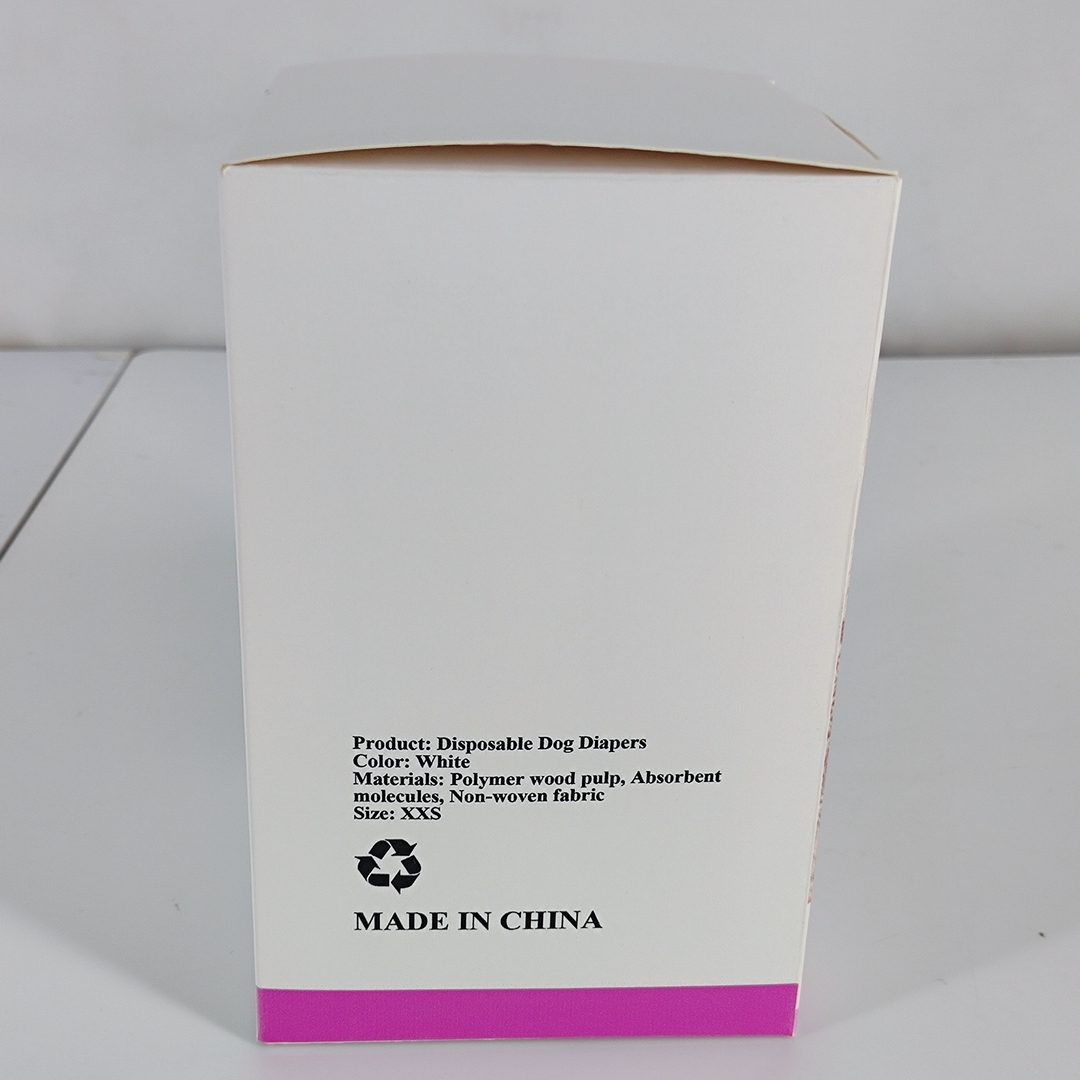 Product: Disposable Dog Diapers
Color: White
Materials: Polymer wood pulp, Absorbent
molecules, Non-woven fabric
Size: XXS
MADE IN CHINA